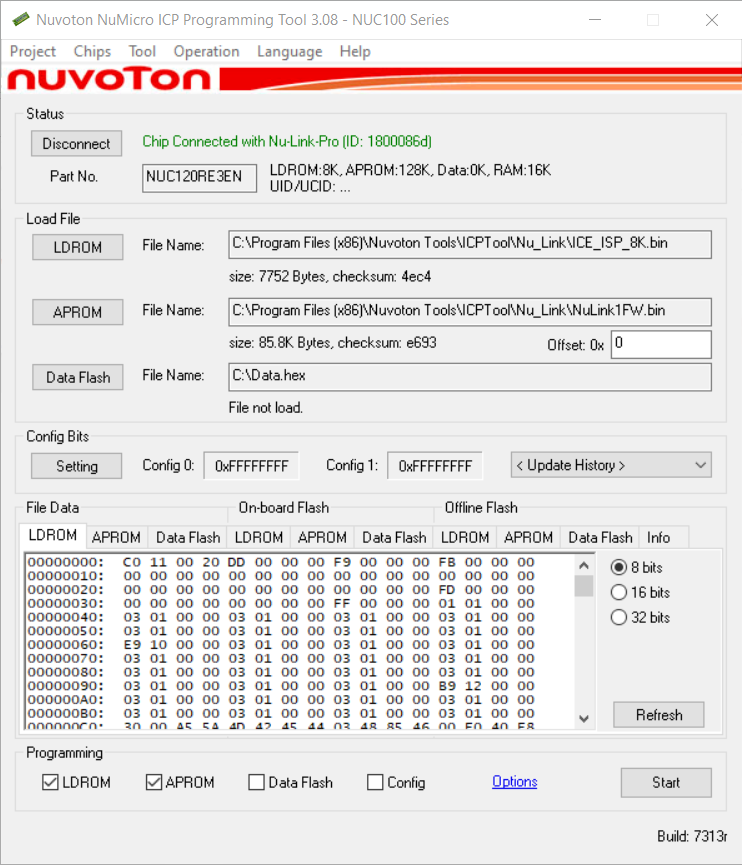 Nuvoton NuMicro ICP Programming Tool 3.08 - NUC100 Series
Project Chips Tool Operation Language Help
nuvoTon
Status
Disconnect Chip Connected with Nu-Link-Pro (ID: 1800086d)
Part No. NUC120RE3EN LDROM:8K, APROM:128K, Data:0K, RAM:16K
UID/UCID: ...
Load File
LDROM File Name: C:\Program Files (x86)\Nuvoton Tools\ICPTool\Nu_Link\ICE_ISP_8K.bin
size: 7752 Bytes, checksum: 4ec4
APROM File Name: C:\Program Files (x86)\Nuvoton Tools\ICPTool\Nu_Link\NuLink1FW.bin
size: 85.8K Bytes, checksum: e693 Offset: 0x 0
Data Flash File Name: C:\Data.hex
File not load.
Config Bits
Setting Config 0: 0xFFFFFFFF Config 1: 0xFFFFFFFF < Update History >
File Data On-board Flash Offline Flash
LDROM APROM Data Flash LDROM APROM Data Flash LDROM APROM Data Flash Info
00000000: C0 11 00 20 DD 00 00 00 F9 00 00 00 FB 00 00 00
00000010: 00 00 00 00 00 00 00 00 00 00 00 00 00 00 00 00
00000020: 00 00 00 00 00 00 00 00 00 00 00 00 FD 00 00 00
00000030: 00 00 00 00 00 00 00 00 FF 00 00 00 01 01 00 00
00000040: 03 01 00 00 03 01 00 00 03 01 00 00 03 01 00 00
00000050: 03 01 00 00 03 01 00 00 03 01 00 00 03 01 00 00
00000060: E9 10 00 00 03 01 00 00 03 01 00 00 03 01 00 00
00000070: 03 01 00 00 03 01 00 00 03 01 00 00 03 01 00 00
00000080: 03 01 00 00 03 01 00 00 03 01 00 00 03 01 00 00
00000090: 03 01 00 00 03 01 00 00 03 01 00 00 B9 12 00 00
000000A0: 03 01 00 00 03 01 00 00 03 01 00 00 03 01 00 00
000000B0: 03 01 00 00 03 01 00 00 03 01 00 00 03 01 00 00
000000C0: 30 00 A5 5A 4D 42 45 44 03 48 85 46 00 F0 40 F8
8 bits
16 bits
32 bits
Refresh
Programming
LDROM APROM Data Flash Config Options Start
Build: 7313r